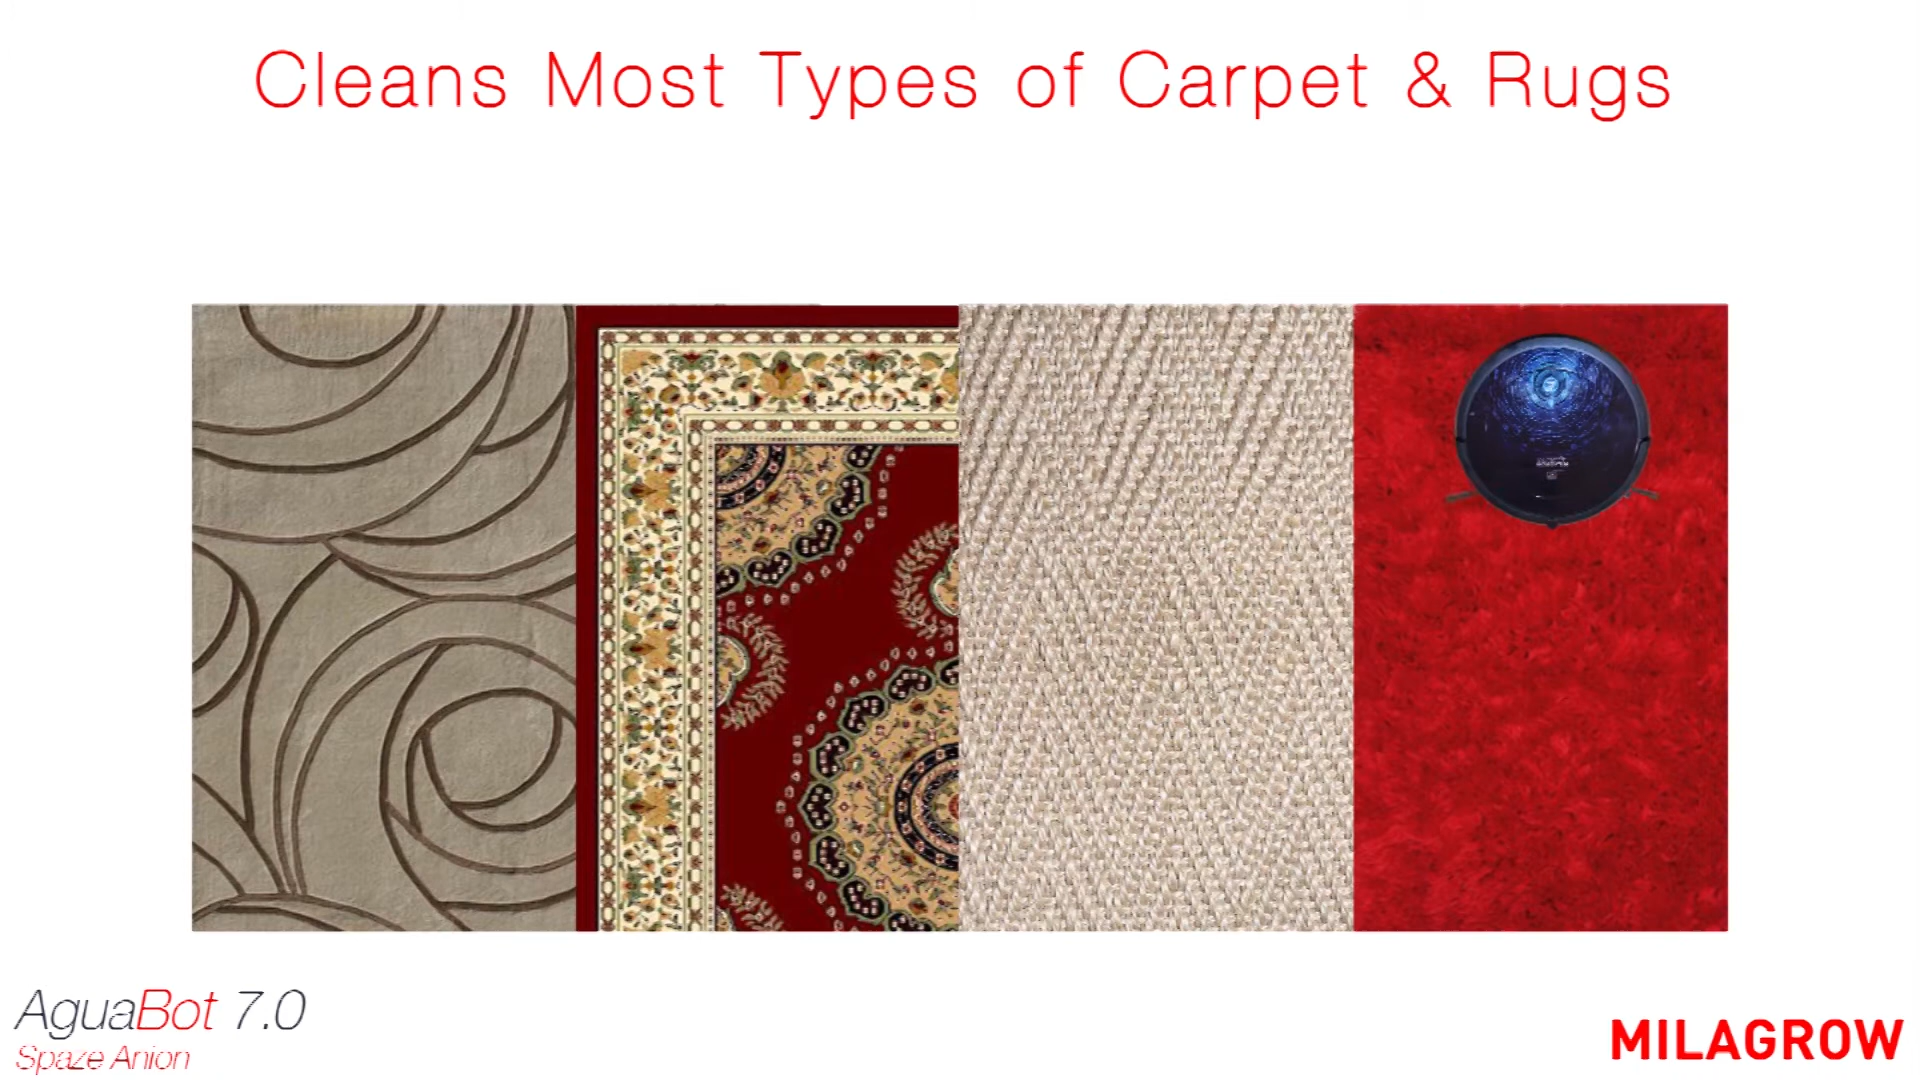 Cleans Most Types of Carpet & Rugs
AguaBot 7.0
Spaze Anion
MILAGROW